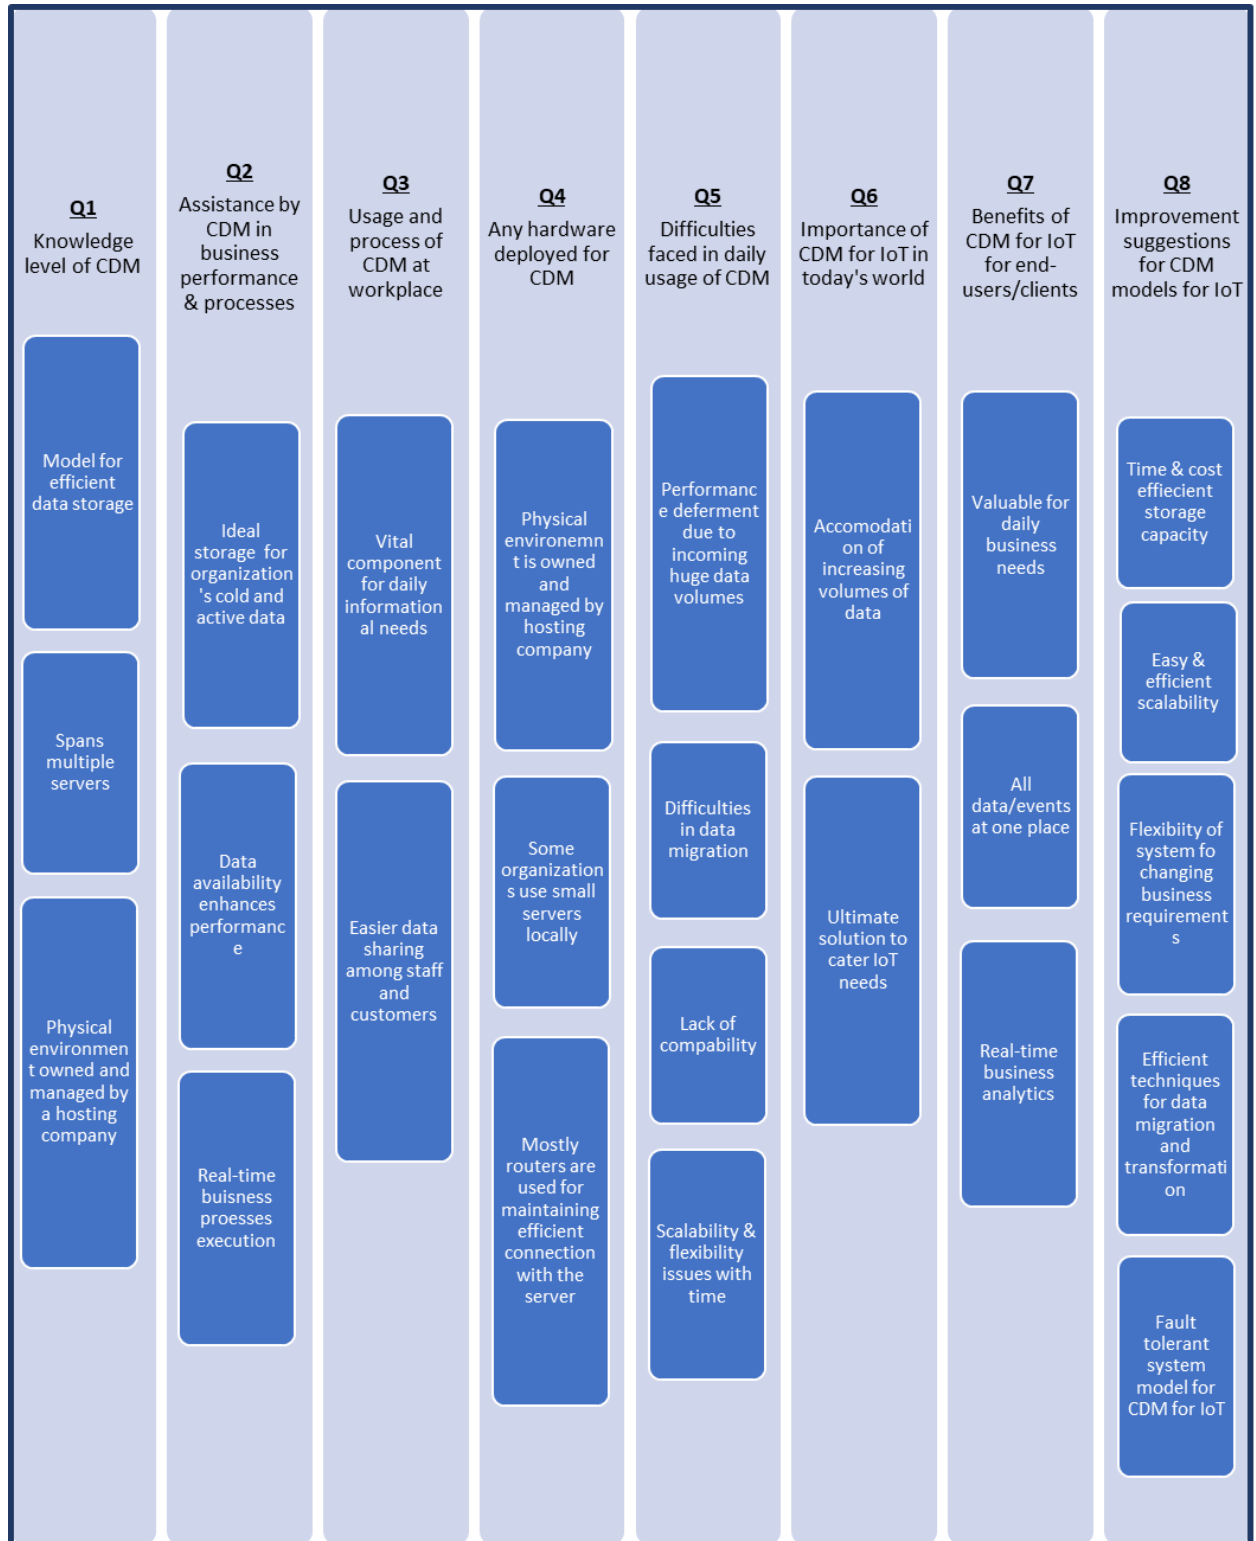 Q1
Knowledge
level of CDM
Model for
efficient
data storage
Spans
multiple
servers
Physical
environmen
t owned and
managed by
a hosting
company
Q2
Assistance by
CDM in
business
performance
& processes
Ideal
storage for
organization
's cold and
active data
Data
availability
enhances
performanc
e
Real-time
buisness
proesses
execution
Q3
Usage and
process of
CDM at
workplace
Vital
component
for daily
information
al needs
Easier data
sharing
among staff
and
customers
Q4
Any hardware
deployed for
CDM
Physical
environemn
t is owned
and
managed by
hosting
company
Some
organization
s use small
servers
locally
Mostly
routers are
used for
maintaining
efficient
connection
with the
server
Q5
Difficulties
faced in daily
usage of CDM
Performanc
e deferment
due to
incoming
huge data
volumes
Difficulties
in data
migration
Lack of
compability
Scalability &
flexibility
issues with
time
Q6
Importance of
CDM for IoT in
today's world
Accomodati
on of
increasing
volumes of
data
Ultimate
solution to
cater IoT
needs
Q7
Benefits of
CDM for IoT
for end-
users/clients
Valuable for
daily
business
needs
All
data/events
at one place
Real-time
business
analytics
Q8
Improvement
suggestions
for CDM
models for IoT
Time & cost
effiecient
storage
capacity
Easy &
efficient
scalability
Flexibiity of
system fo
changing
business
requirement
s
Efficient
techniques
for data
migration
and
transformati
on
Fault
tolerant
system
model for
CDM for IoT